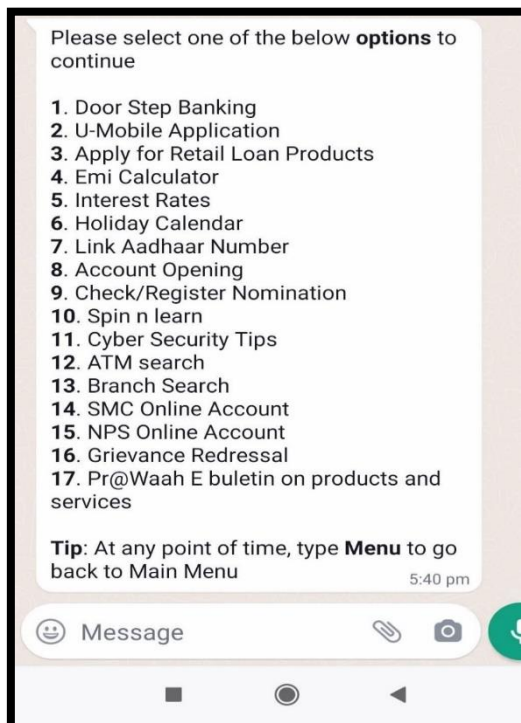 Please select one of the below options to
continue
1. Door Step Banking
2. U-Mobile Application
3. Apply for Retail Loan Products
4. Emi Calculator
5. Interest Rates
6. Holiday Calendar
7. Link Aadhaar Number
8. Account Opening
9. Check/Register Nomination
10. Spin n learn
11. Cyber Security Tips
12. ATM search
13. Branch Search
14. SMC Online Account
15. NPS Online Account
16. Grievance Redressal
17. Pr@Waah E buletin on products and
services
Tip: At any point of time, type Menu to go
back to Main Menu
5:40 pm
Message